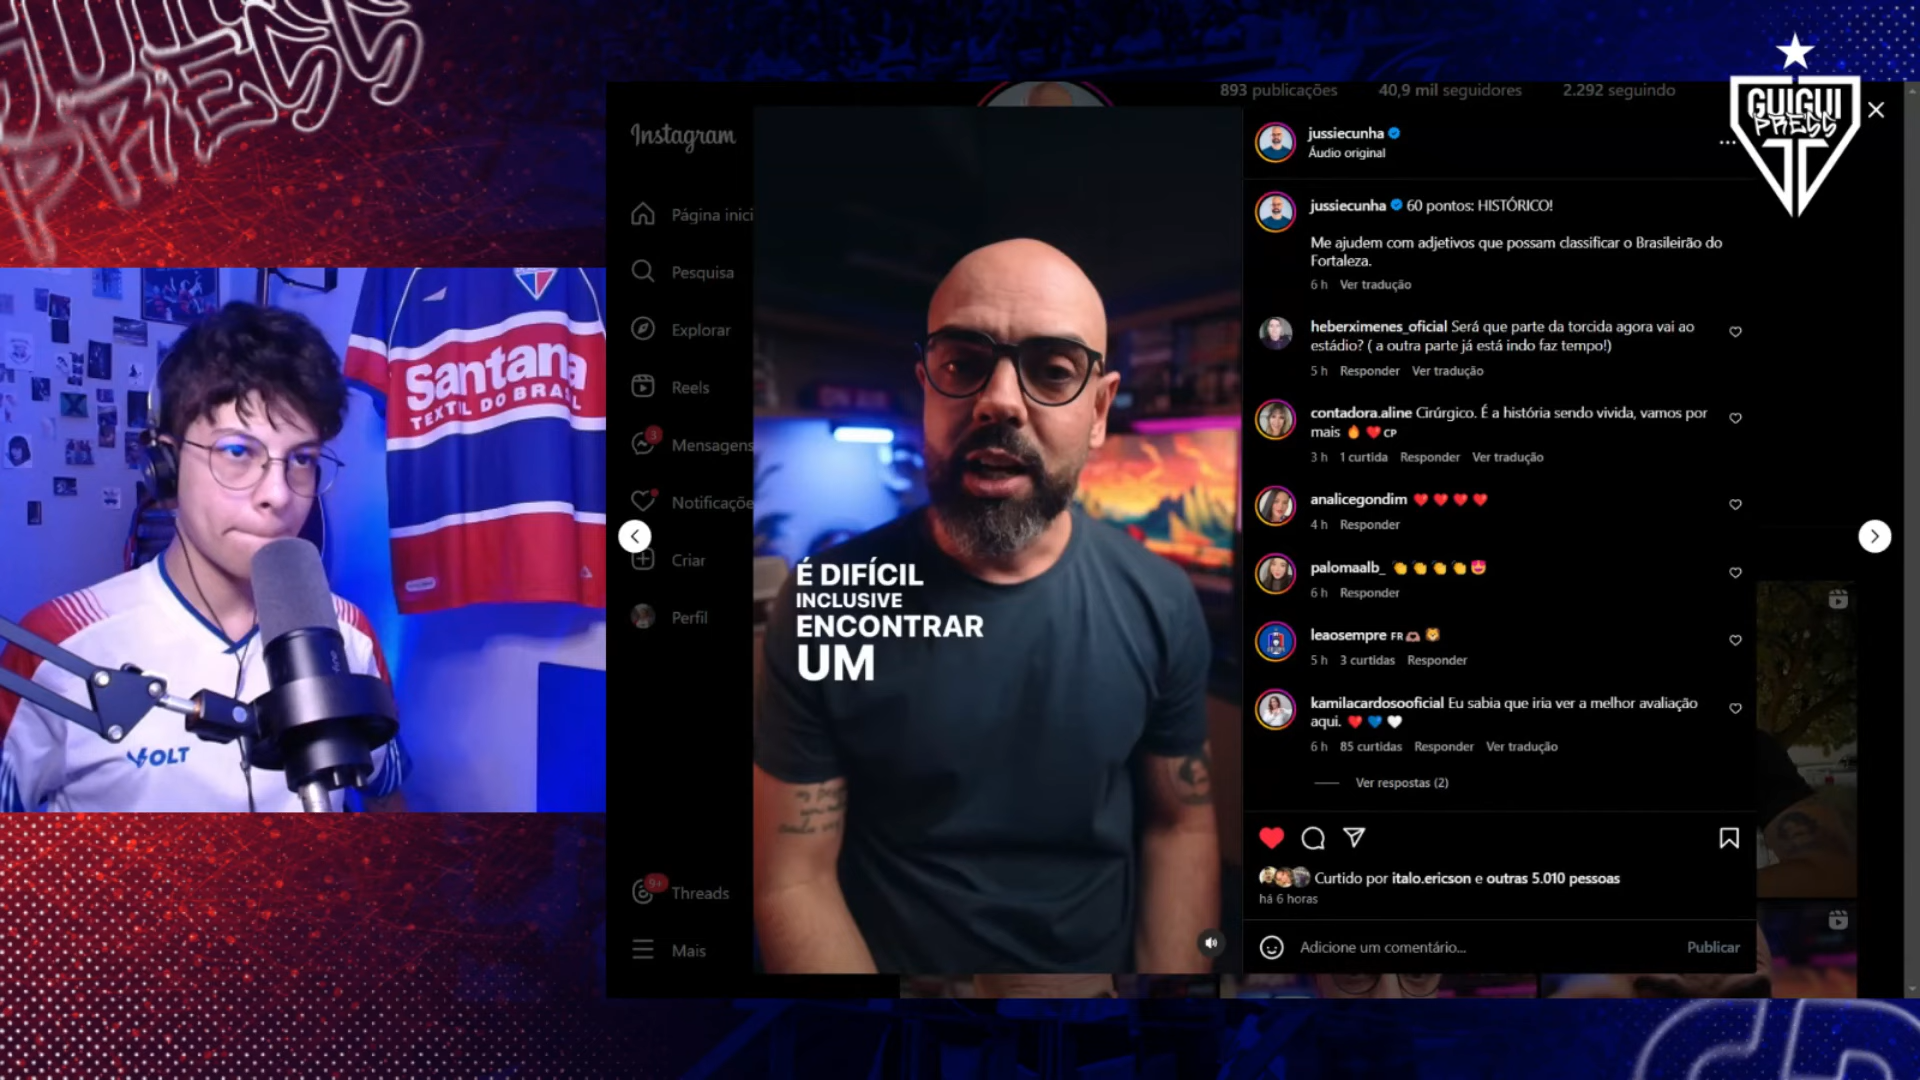 PRESS
893 publicações 40,9 mil seguidores 2.292 seguindo
GUIGUI
PRESS
Instagram
Página inici
Pesquisa
Explorar
Reels
3
Mensagens
Notificaçõe
Criar
Perfil
9+
Threads
Mais
Santana
TEXTIL DO BRASIL
VOLT
É DIFÍCIL
INCLUSIVE
ENCONTRAR
UM
jussiecunha
Áudio original
jussiecunha 60 pontos: HISTÓRICO!
Me ajudem com adjetivos que possam classificar o Brasileirão do
Fortaleza.
6 h Ver tradução
heberximenes_oficial Será que parte da torcida agora vai ao
estádio? ( a outra parte já está indo faz tempo!)
5 h Responder Ver tradução
contadora.aline Cirúrgico. É a história sendo vivida, vamos por
mais 🔥 ❤️ CP
3 h 1 curtida Responder Ver tradução
analicegondim ❤️ ❤️ ❤️ ❤️
4 h Responder
palomaalb_ 👏 👏 👏 👏 😍
6 h Responder
leaosempre FR 🫶🏽 🦁
5 h 3 curtidas Responder
kamilacardosooficial Eu sabia que iria ver a melhor avaliação
aqui. ❤️ 💙 🤍
6 h 85 curtidas Responder Ver tradução
Ver respostas (2)
Curtido por italo.ericson e outras 5.010 pessoas
há 6 horas
Adicione um comentário... Publicar